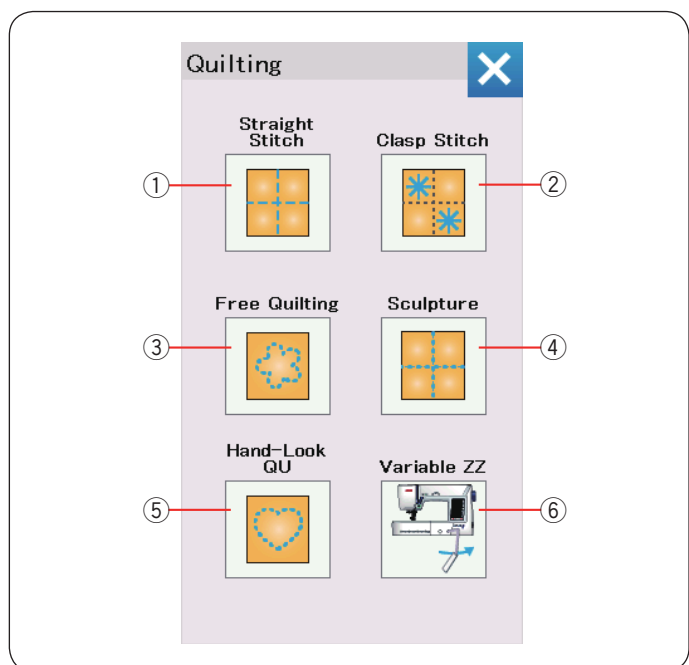 Quilting
Straight
Stitch
Clasp Stitch
①
②
Free Quilting
Sculpture
③
④
Hand-Look
QU
Variable ZZ
⑤
⑥